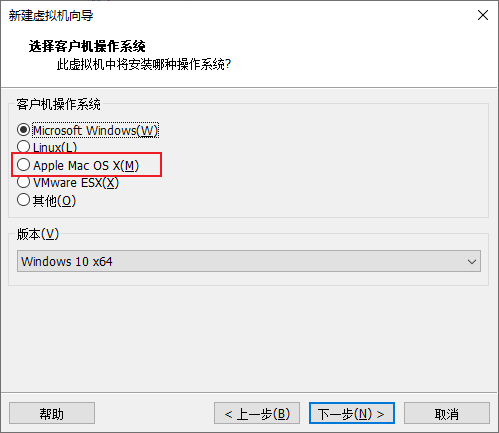 新建虚拟机向导
选择客户机操作系统
此虚拟机中将安装哪种操作系统?
客户机操作系统
Microsoft Windows(W)
Linux(L)
Apple Mac OS X(M)
VMware ESX(X)
其他(O)
版本(V)
Windows 10 x64
帮助
< 上一步(B)
下一步(N) >
取消